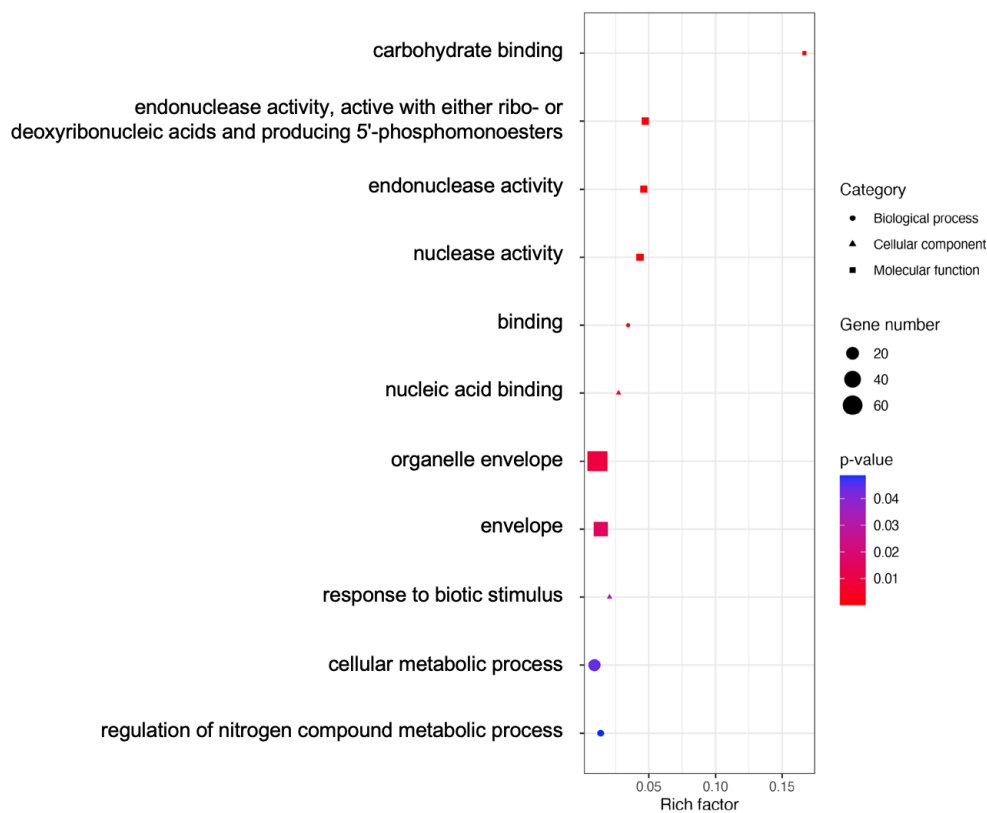 carbohydrate binding
endonuclease activity, active with either ribo- or
deoxyribonucleic acids and producing 5'-phosphomonoesters
endonuclease activity
nuclease activity
binding
nucleic acid binding
organelle envelope
envelope
response to biotic stimulus
cellular metabolic process
regulation of nitrogen compound metabolic process
0.05 0.10 0.15
Rich factor
Category
Biological process
Cellular component
Molecular function
Gene number
20
40
60
p-value
0.04
0.03
0.02
0.01